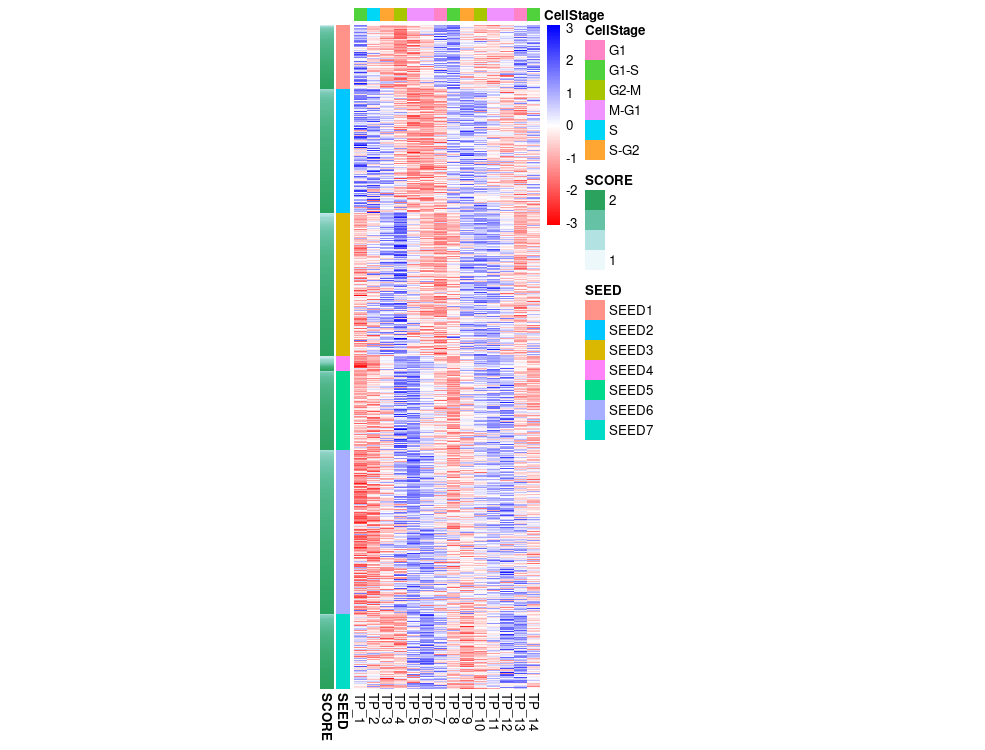 CellStage
3
2
1
0
-1
-2
-3
CellStage
G1
G1-S
G2-M
M-G1
S
S-G2
SCORE
2
1
SEED
SEED1
SEED2
SEED3
SEED4
SEED5
SEED6
SEED7
SCORE
SEED
TP_1
TP_2
TP_3
TP_4
TP_5
TP_6
TP_7
TP_8
TP_9
TP_10
TP_11
TP_12
TP_13
TP_14